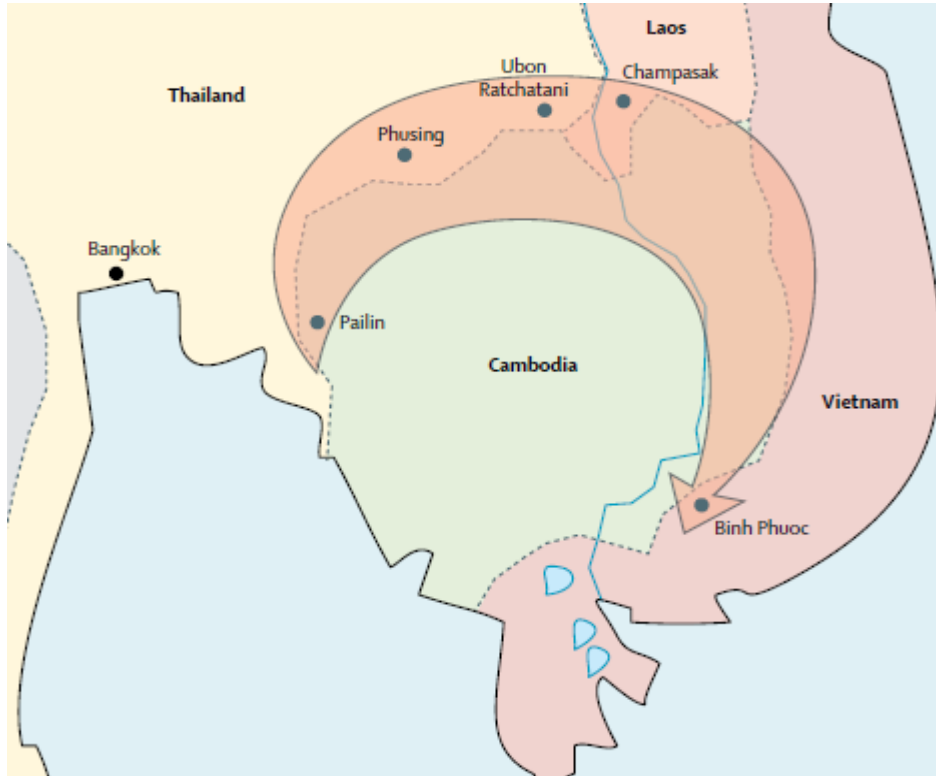 Laos
Ubon
Ratchatani
Champasak
Thailand
Phusing
Bangkok
Pailin
Cambodia
Vietnam
Binh Phuoc